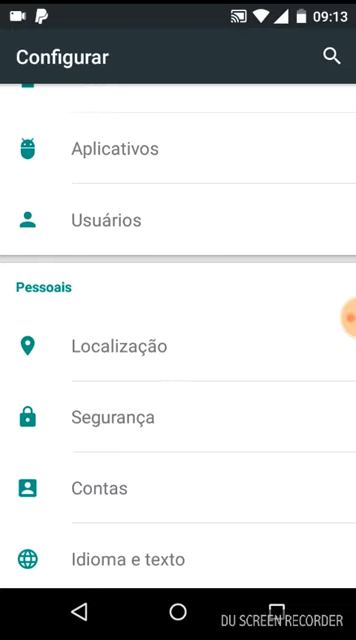 09:13
Configurar
Aplicativos
Usuários
Pessoais
Localização
Segurança
Contas
Idioma e texto
DU SCREEN RECORDER